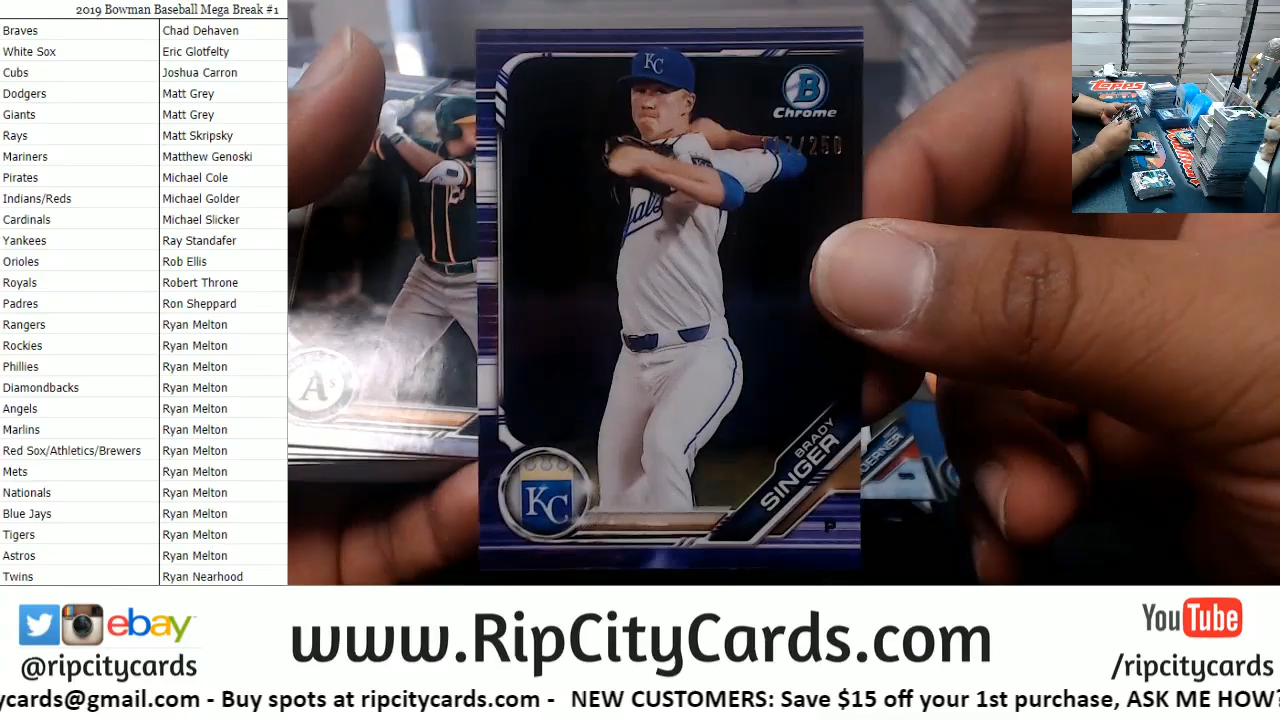 2019 Bowman Baseball Mega Break #1
Braves Chad Dehaven
White Sox Eric Glotfelty
Cubs Joshua Carron
Dodgers Matt Grey
Giants Matt Grey
Rays Matt Skripsky
Mariners Matthew Genoski
Pirates Michael Cole
Indians/Reds Michael Golder
Cardinals Michael Slicker
Yankees Ray Standafer
Orioles Rob Ellis
Royals Robert Throne
Padres Ron Sheppard
Rangers Ryan Melton
Rockies Ryan Melton
Phillies Ryan Melton
Diamondbacks Ryan Melton
Angels Ryan Melton
Marlins Ryan Melton
Red Sox/Athletics/Brewers Ryan Melton
Mets Ryan Melton
Nationals Ryan Melton
Blue Jays Ryan Melton
Tigers Ryan Melton
Astros Ryan Melton
Twins Ryan Nearhood
KC
B
Chrome
/250
A's
BRADY
SINGER
P
KC
TOPPS
ebay
@ripcitycards
www.RipCityCards.com
YouTube
/ripcitycards
ycards@gmail.com - Buy spots at ripcitycards.com - NEW CUSTOMERS: Save $15 off your 1st purchase, ASK ME HOW?